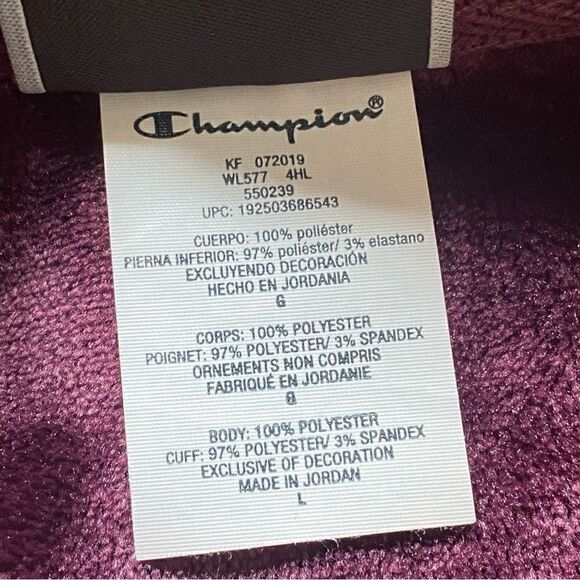 Champion®
KF 072019
WL577 4HL
550239
UPC: 192503686543
CUERPO: 100% poliéster
PIERNA INFERIOR: 97% poliéster/ 3% elastano
EXCLUYENDO DECORACIÓN
HECHO EN JORDANIA
G
CORPS: 100% POLYESTER
POIGNET: 97% POLYESTER/ 3% SPANDEX
ORNEMENTS NON COMPRIS
FABRIQUÉ EN JORDANIE
BODY: 100% POLYESTER
CUFF: 97% POLYESTER/ 3% SPANDEX
EXCLUSIVE OF DECORATION
MADE IN JORDAN
L